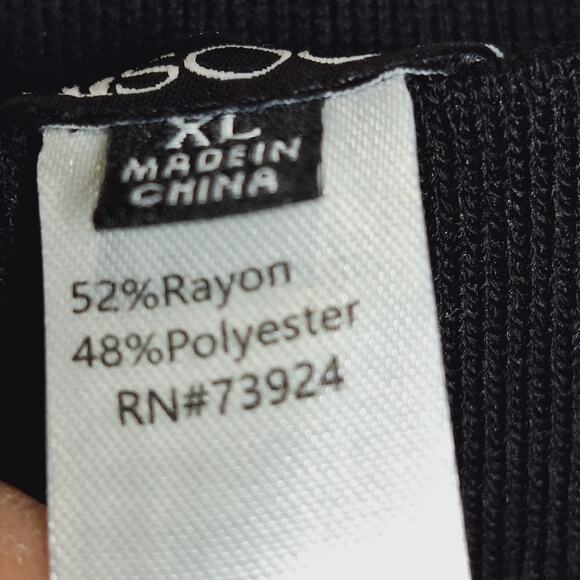 XL
MADE IN
CHINA
52%Rayon
48%Polyester
RN#73924